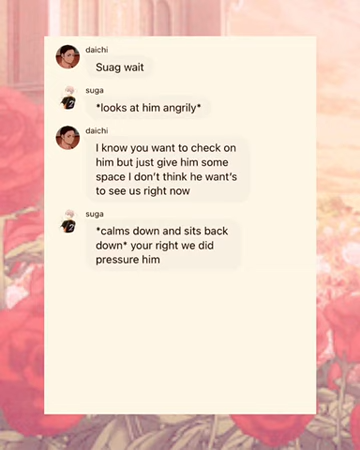 daichi
Suag wait
suga
*looks at him angrily*
daichi
I know you want to check on
him but just give him some
space I don't think he want's
to see us right now
suga
*calms down and sits back
down* your right we did
pressure him